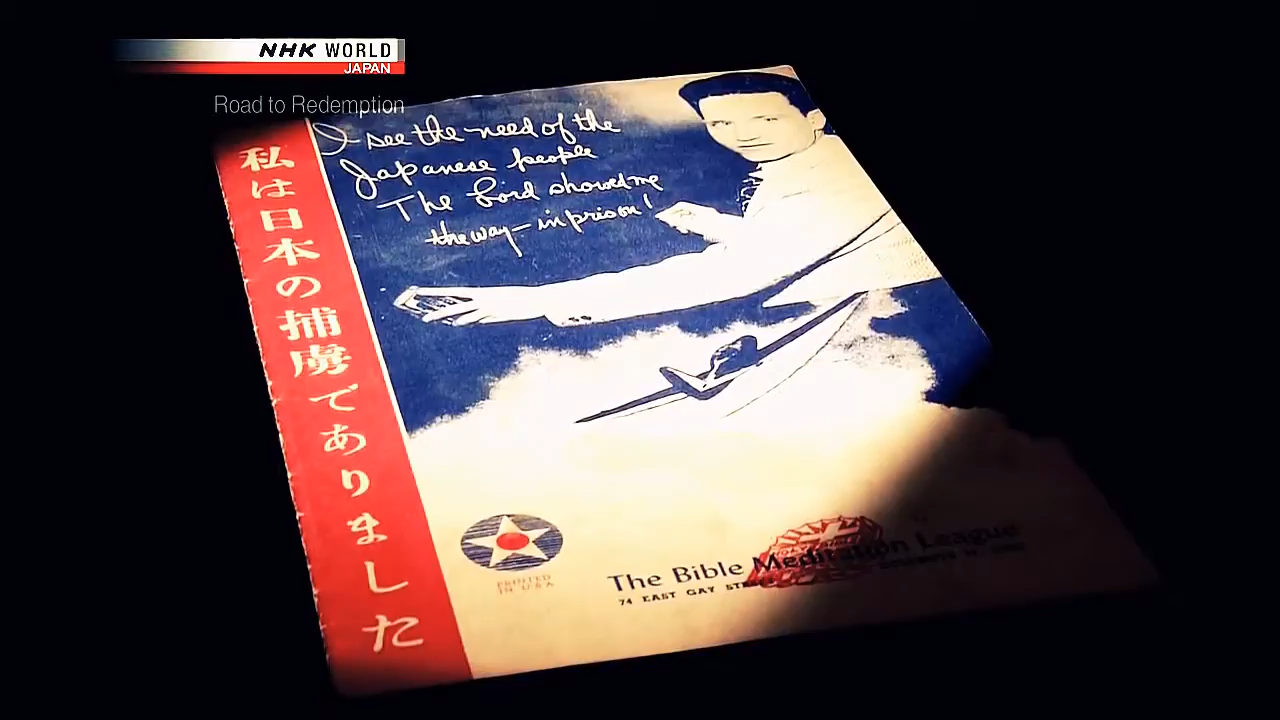 NHK WORLD
JAPAN
Road to Redemption
I see the need of the
Japanese people
The Lord showed me
the way - in prison!
私は日本の捕虜でありました
PRINTED
IN U.S.A
The Bible Meditation League
74 EAST GAY